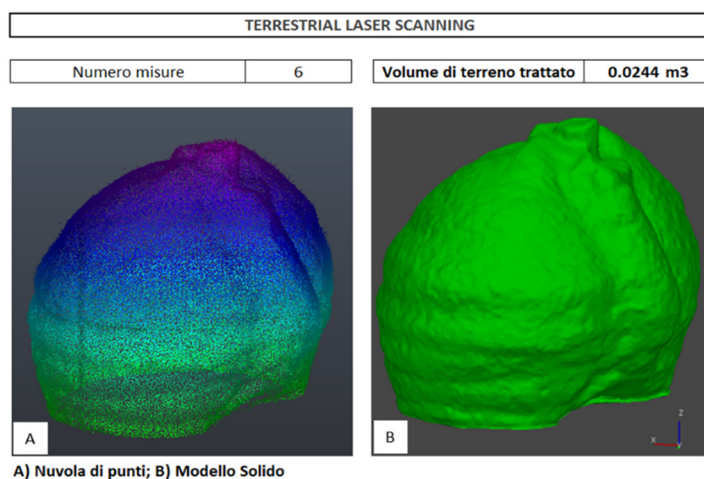 TERRESTRIAL LASER SCANNING
Numero misure 6 Volume di terreno trattato 0.0244 m3
A B
z
x y
A) Nuvola di punti; B) Modello Solido